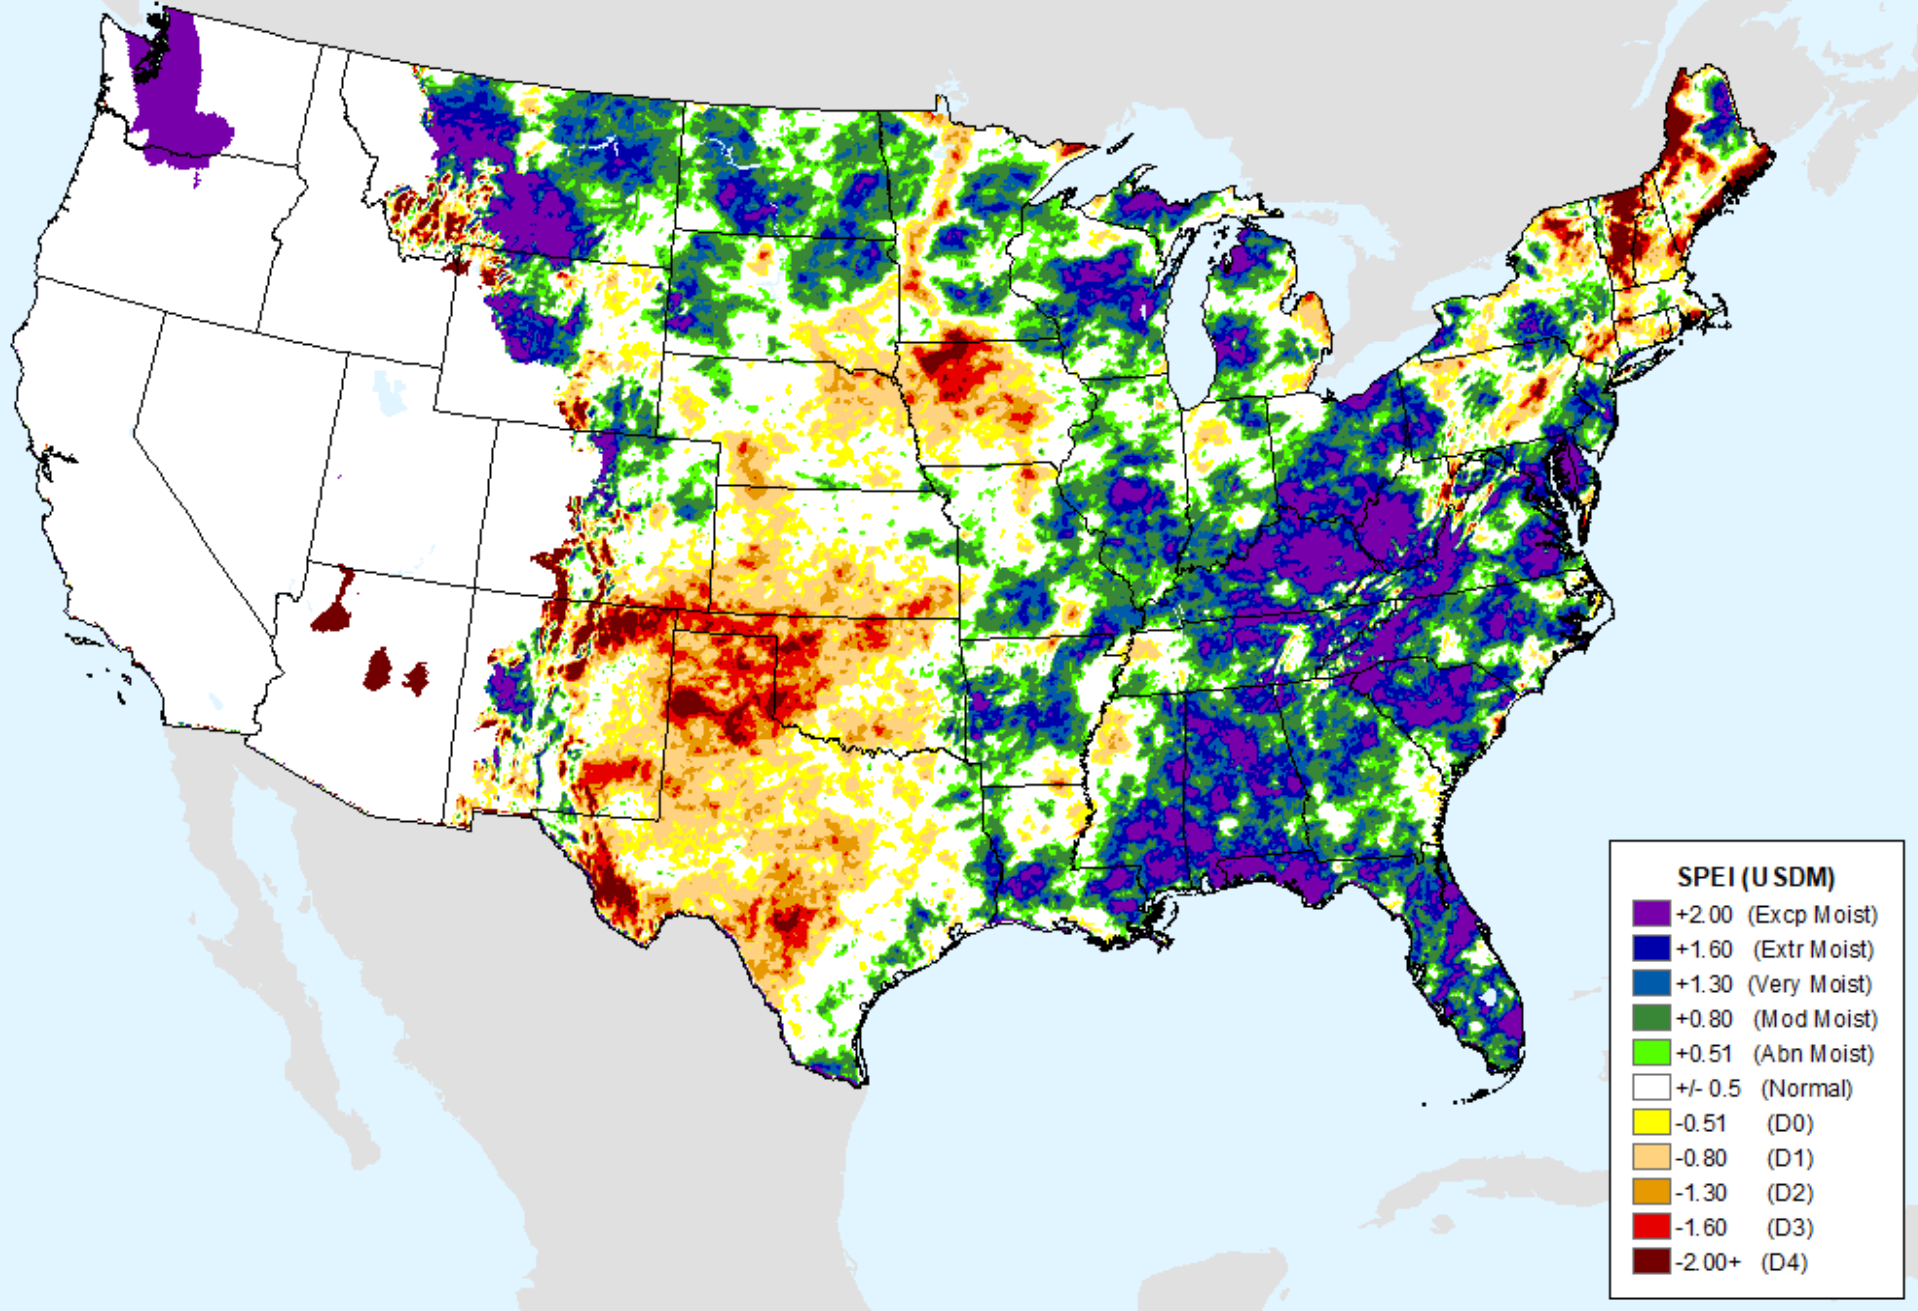 SPEI (USDM)
+2.00 (Excp Moist)
+1.60 (Extr Moist)
+1.30 (Very Moist)
+0.80 (Mod Moist)
+0.51 (Abn Moist)
+/- 0.5 (Normal)
-0.51 (D0)
-0.80 (D1)
-1.30 (D2)
-1.60 (D3)
-2.00+ (D4)